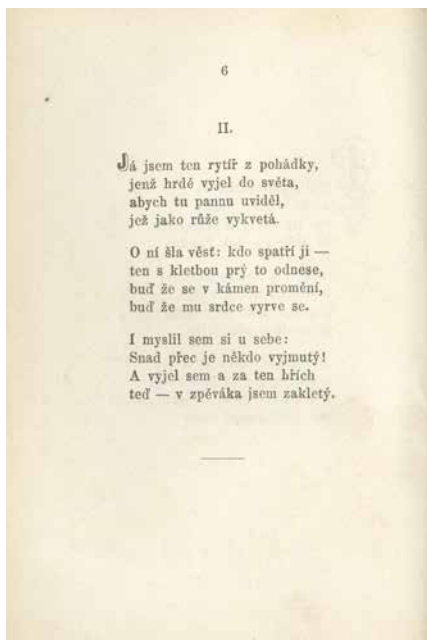 6
II.
Já jsem ten rytíř z pohádky,
jenž hrdě vyjel do světa,
abych tu pannu uviděl,
jež jako růže vykvetá.
O ní šla věsť: kdo spatří ji —
ten s kletbou prý to odnese,
buď že se v kámen promění,
buď že mu srdce vyrve se.
I myslil sem si u sebe:
Snad přec je někdo vyjmutý!
A vyjel sem a za ten hřích
teď — v zpěváka jsem zakletý.